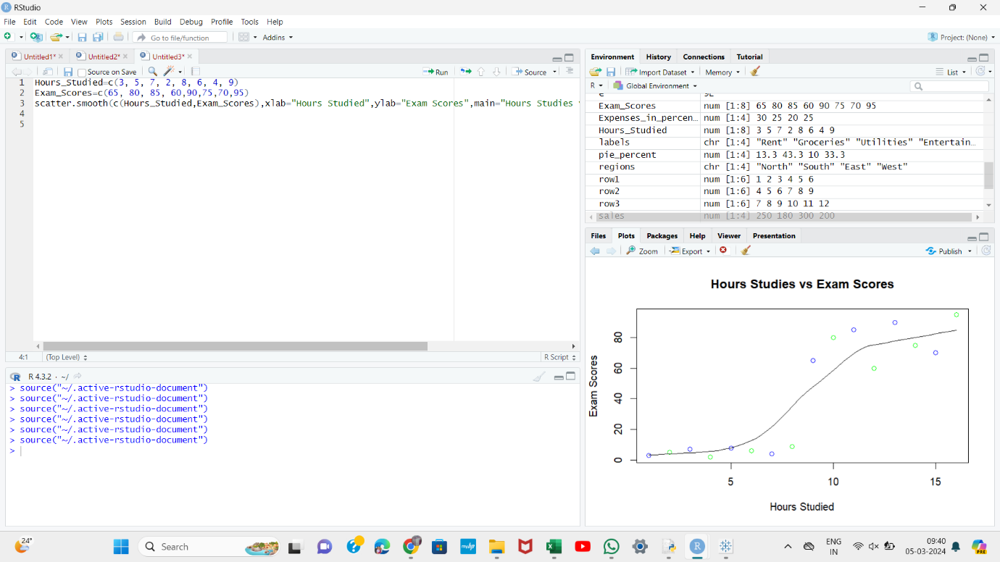 RStudio
File Edit Code View Plots Session Build Debug Profile Tools Help
Go to file/function Addins Project: (None)
Untitled1* Untitled2* Untitled3*
Source on Save Run Source
1 Hours_Studied=c(3, 5, 7, 2, 8, 6, 4, 9)
2 Exam_Scores=c(65, 80, 85, 60,90,75,70,95)
3 scatter.smooth(c(Hours_Studied,Exam_Scores),xlab="Hours Studied",ylab="Exam Scores",main="Hours Studies
4
5
4:1 (Top Level) R Script
R 4.3.2 · ~/
> source("~/.active-rstudio-document")
> source("~/.active-rstudio-document")
> source("~/.active-rstudio-document")
> source("~/.active-rstudio-document")
> source("~/.active-rstudio-document")
> source("~/.active-rstudio-document")
>
Environment History Connections Tutorial
Import Dataset Memory List
R Global Environment
Exam_Scores num [1:8] 65 80 85 60 90 75 70 95
Expenses_in_percen… num [1:4] 30 25 20 25
Hours_Studied num [1:8] 3 5 7 2 8 6 4 9
labels chr [1:4] "Rent" "Groceries" "Utilities" "Entertain…
pie_percent num [1:4] 13.3 43.3 10 33.3
regions chr [1:4] "North" "South" "East" "West"
row1 num [1:6] 1 2 3 4 5 6
row2 num [1:6] 4 5 6 7 8 9
row3 num [1:6] 7 8 9 10 11 12
sales num [1:4] 250 180 300 200
Files Plots Packages Help Viewer Presentation
Zoom Export Publish
Hours Studies vs Exam Scores
Exam Scores
80
60
40
20
0
5 10 15
Hours Studied
24°
Search
myhp
ENG
IN
09:40
05-03-2024
PRE